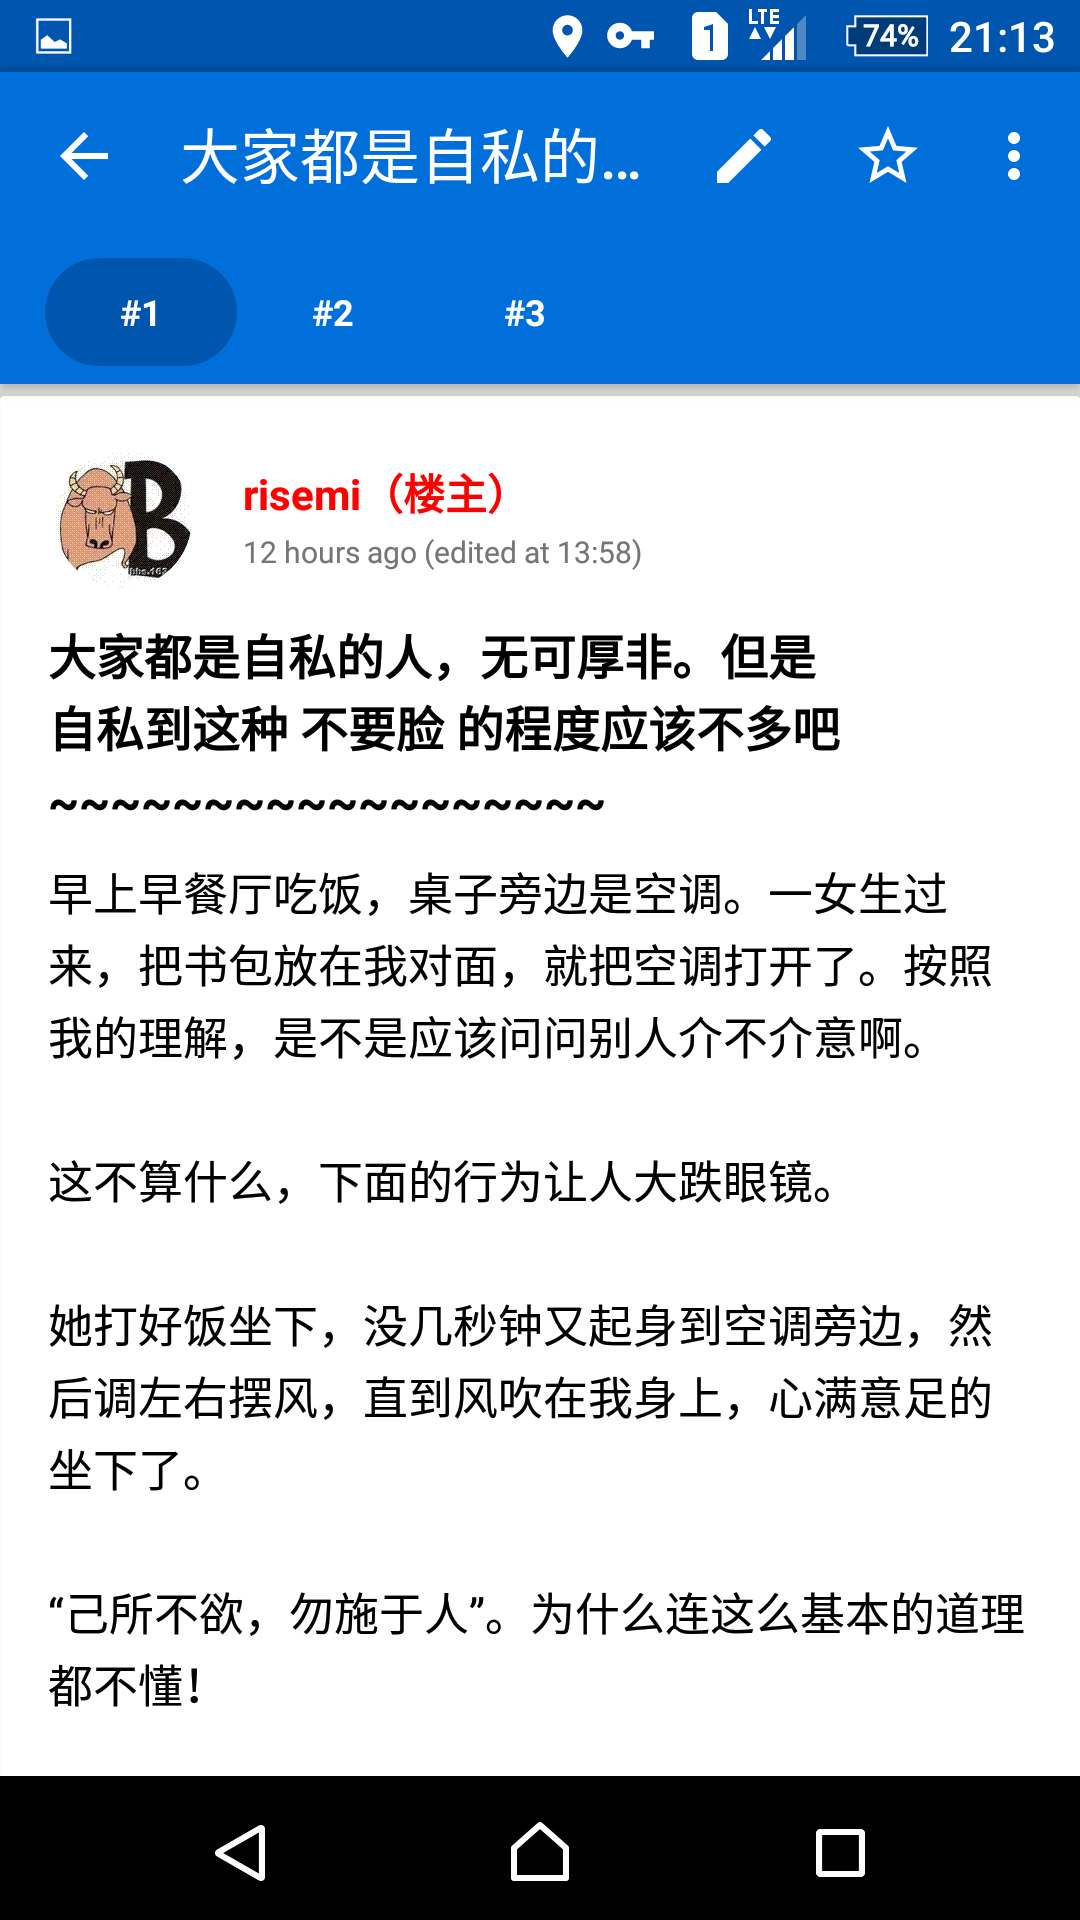 LTE
1
74%
21:13
大家都是自私的...
#1
#2
#3
B
risemi（楼主）
12 hours ago (edited at 13:58)
大家都是自私的人，无可厚非。但是
自私到这种 不要脸 的程度应该不多吧
~~~~~~~~~~~~~~~~~~
早上早餐厅吃饭，桌子旁边是空调。一女生过
来，把书包放在我对面，就把空调打开了。按照
我的理解，是不是应该问问别人介不介意啊。
这不算什么，下面的行为让人大跌眼镜。
她打好饭坐下，没几秒钟又起身到空调旁边，然
后调左右摆风，直到风吹在我身上，心满意足的
坐下了。
“己所不欲，勿施于人”。为什么连这么基本的道理
都不懂！